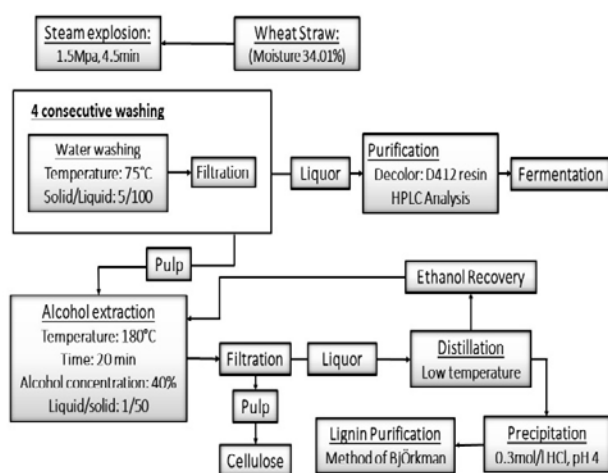 Steam explosion:
1.5Mpa, 4.5min
Wheat Straw:
(Moisture 34.01%)
4 consecutive washing
Water washing
Temperature: 75°C
Solid/Liquid: 5/100
Filtration
Liquor
Purification
Decolor: D412 resin
HPLC Analysis
Fermentation
Pulp
Ethanol Recovery
Alcohol extraction
Temperature: 180°C
Time: 20 min
Alcohol concentration: 40%
Liquid/solid: 1/50
Filtration
Liquor
Distillation
Low temperature
Pulp
Cellulose
Lignin Purification
Method of BjÖrkman
Precipitation
0.3mol/l HCl, pH 4